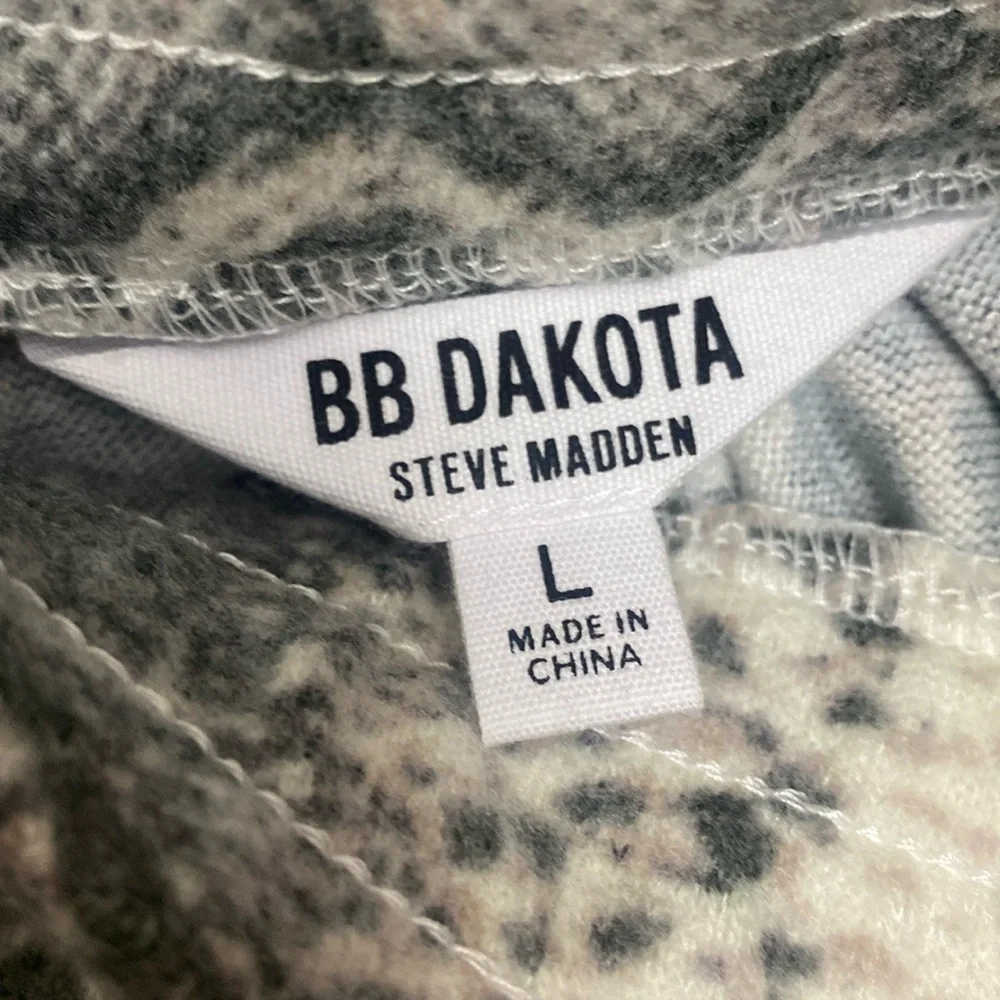 BB DAKOTA
STEVE MADDEN
L
MADE IN
CHINA